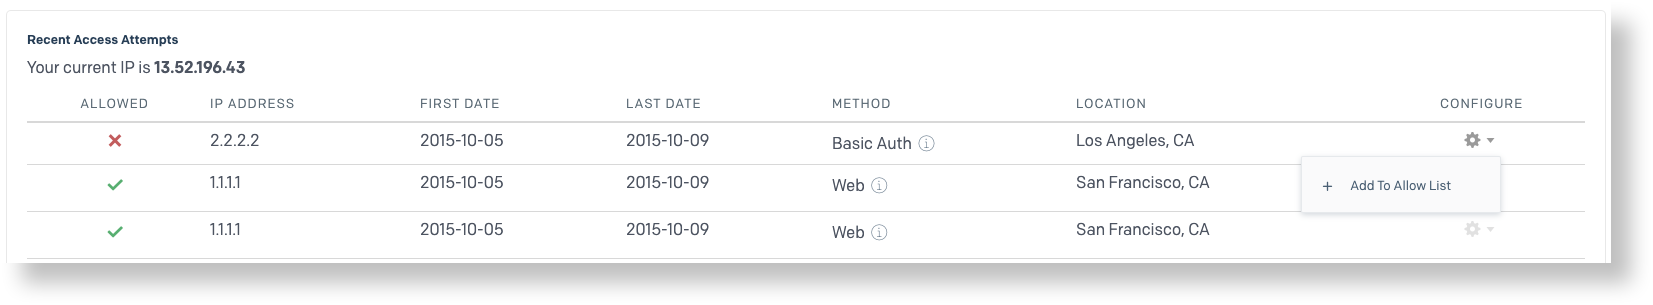 Recent Access Attempts
Your current IP is 13.52.196.43
ALLOWED IP ADDRESS FIRST DATE LAST DATE METHOD LOCATION CONFIGURE
2.2.2.2 2015-10-05 2015-10-09 Basic Auth Los Angeles, CA
1.1.1.1 2015-10-05 2015-10-09 Web San Francisco, CA
+ Add To Allow List
1.1.1.1 2015-10-05 2015-10-09 Web San Francisco, CA